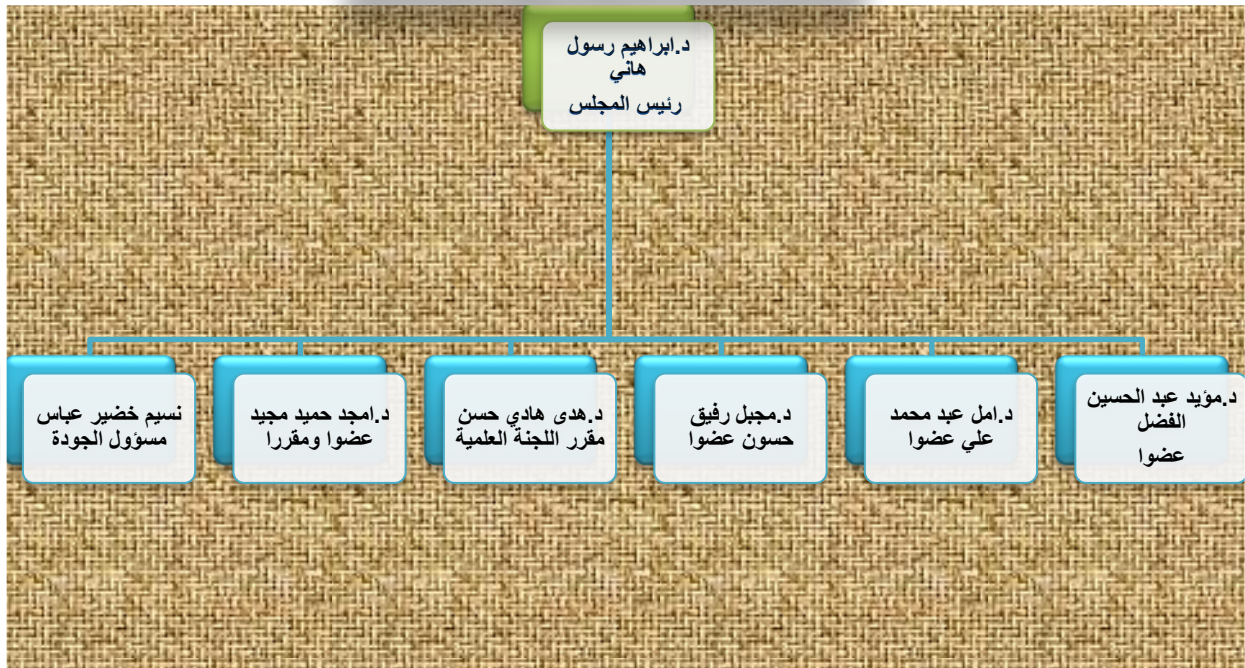 د.ابراهيم رسول
هاني
رئيس المجلس
د.مؤيد عبد الحسين
الفضل
عضوا
د.امل عبد محمد
علي عضوا
د.مجبل رفيق
حسون عضوا
د.هدى هادي حسن
مقرر اللجنة العلمية
د.امجد حميد مجيد
عضوا ومقررا
نسيم خضير عباس
مسؤول الجودة